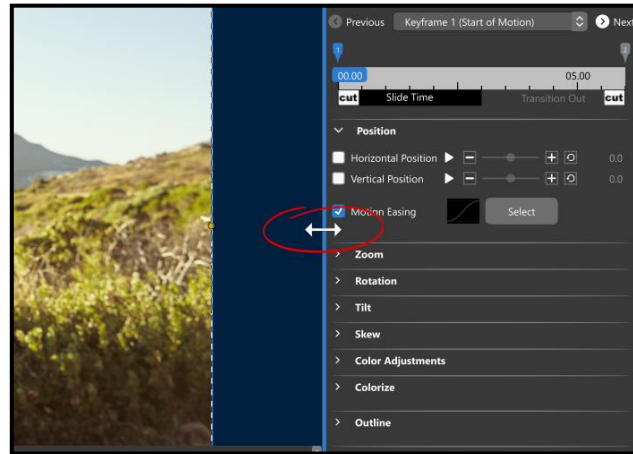 Previous Keyframe 1 (Start of Motion) Next
1 2
00.00 05.00
cut Slide Time Transition Out cut
Position
Horizontal Position 0.0
Vertical Position 0.0
Motion Easing Select
Zoom
Rotation
Tilt
Skew
Color Adjustments
Colorize
Outline